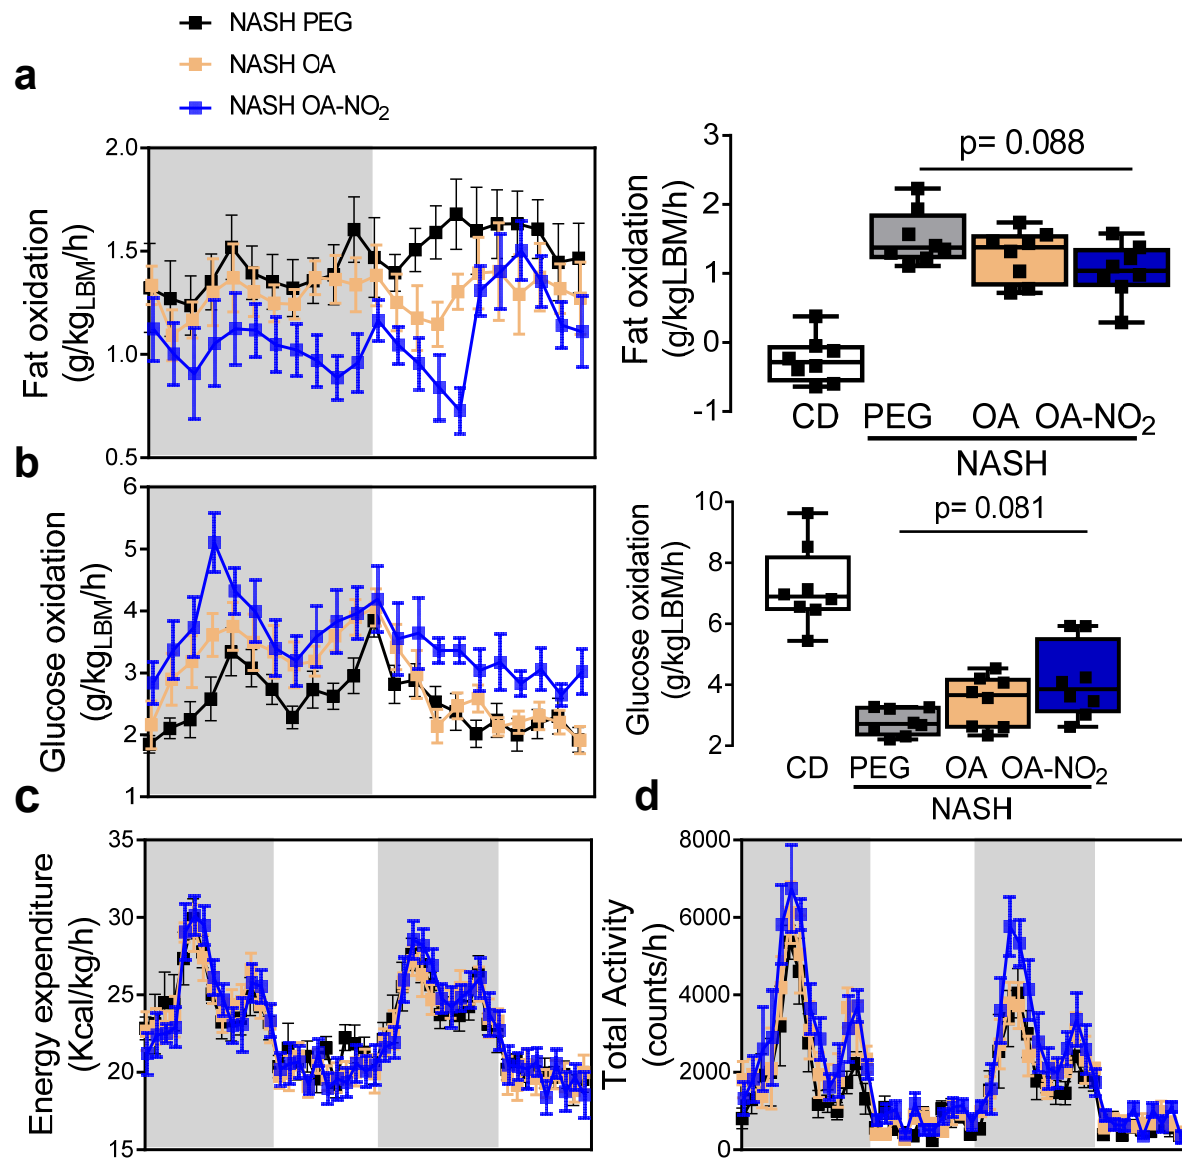 NASH PEG
NASH OA
NASH OA-NO2
a
Fat oxidation
(g/kgLBM/h)
2.0
1.5
1.0
0.5
Fat oxidation
(g/kgLBM/h)
3
2
1
0
-1
p= 0.088
CD PEG OA OA-NO2
NASH
b
Glucose oxidation
(g/kgLBM/h)
6
5
4
3
2
1
Glucose oxidation
(g/kgLBM/h)
10
8
6
4
2
p= 0.081
CD PEG OA OA-NO2
NASH
c
Energy expenditure
(Kcal/kg/h)
35
30
25
20
15
d
Total Activity
(counts/h)
8000
6000
4000
2000
0